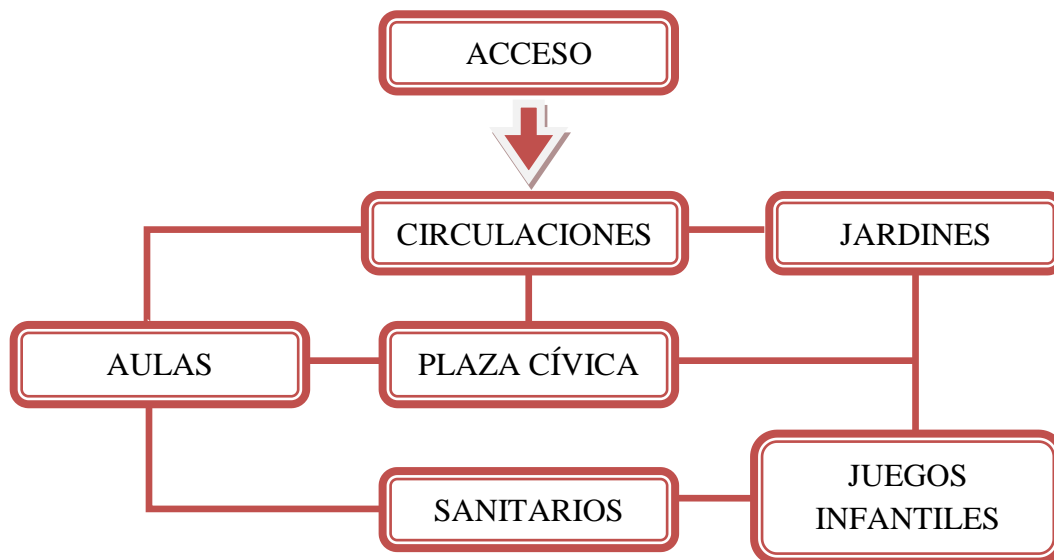 ACCESO
CIRCULACIONES
JARDINES
AULAS
PLAZA CÍVICA
SANITARIOS
JUEGOS
INFANTILES